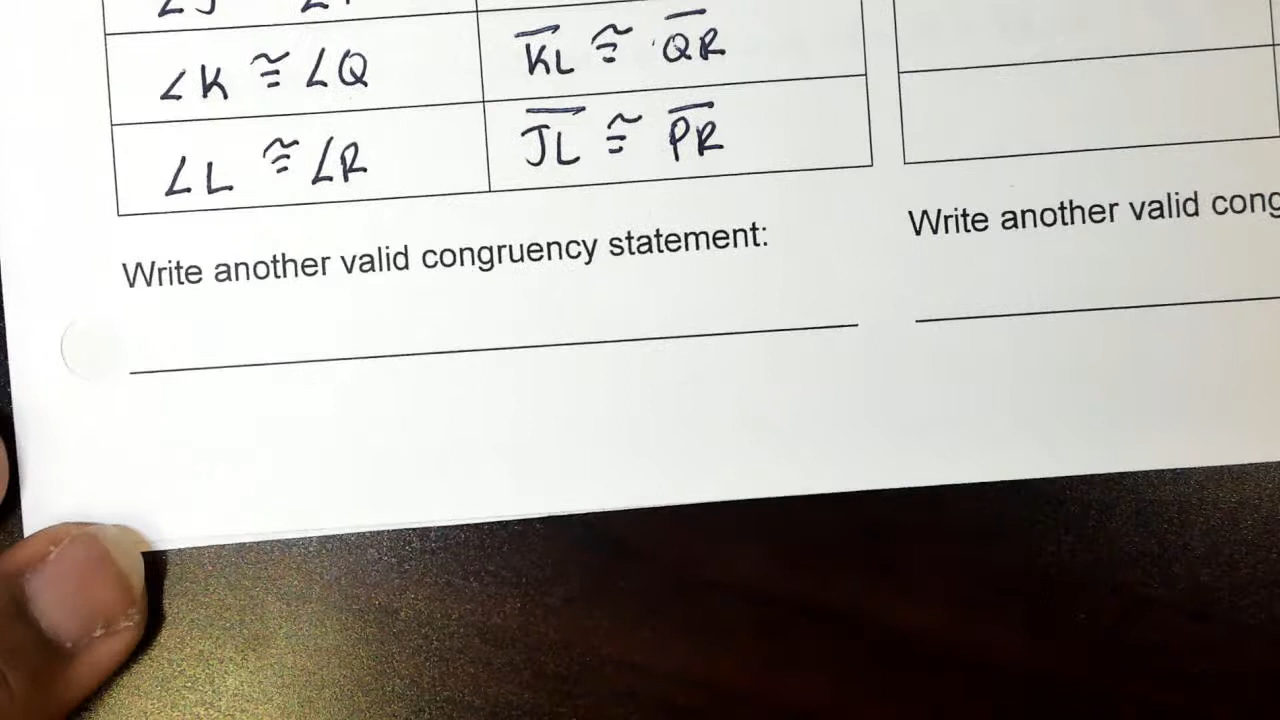 ∠K ≅ ∠Q
KL ≅ QR
∠L ≅ ∠R
JL ≅ PR
Write another valid congruency statement:
Write another valid cong